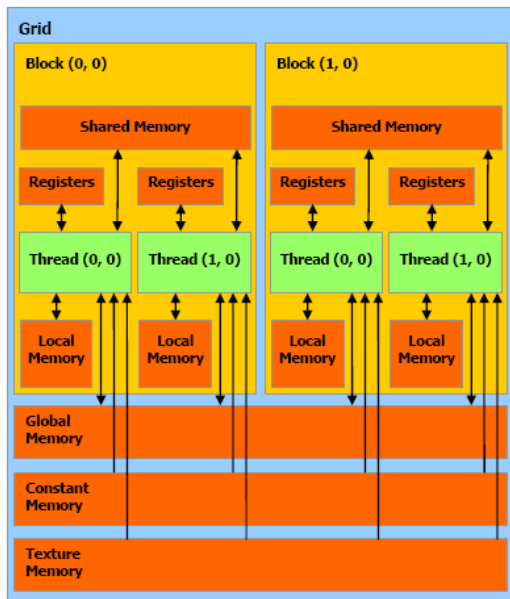 Grid
Block (0, 0)
Block (1, 0)
Shared Memory
Shared Memory
Registers
Registers
Registers
Registers
Thread (0, 0)
Thread (1, 0)
Thread (0, 0)
Thread (1, 0)
Local
Memory
Local
Memory
Local
Memory
Local
Memory
Global
Memory
Constant
Memory
Texture
Memory